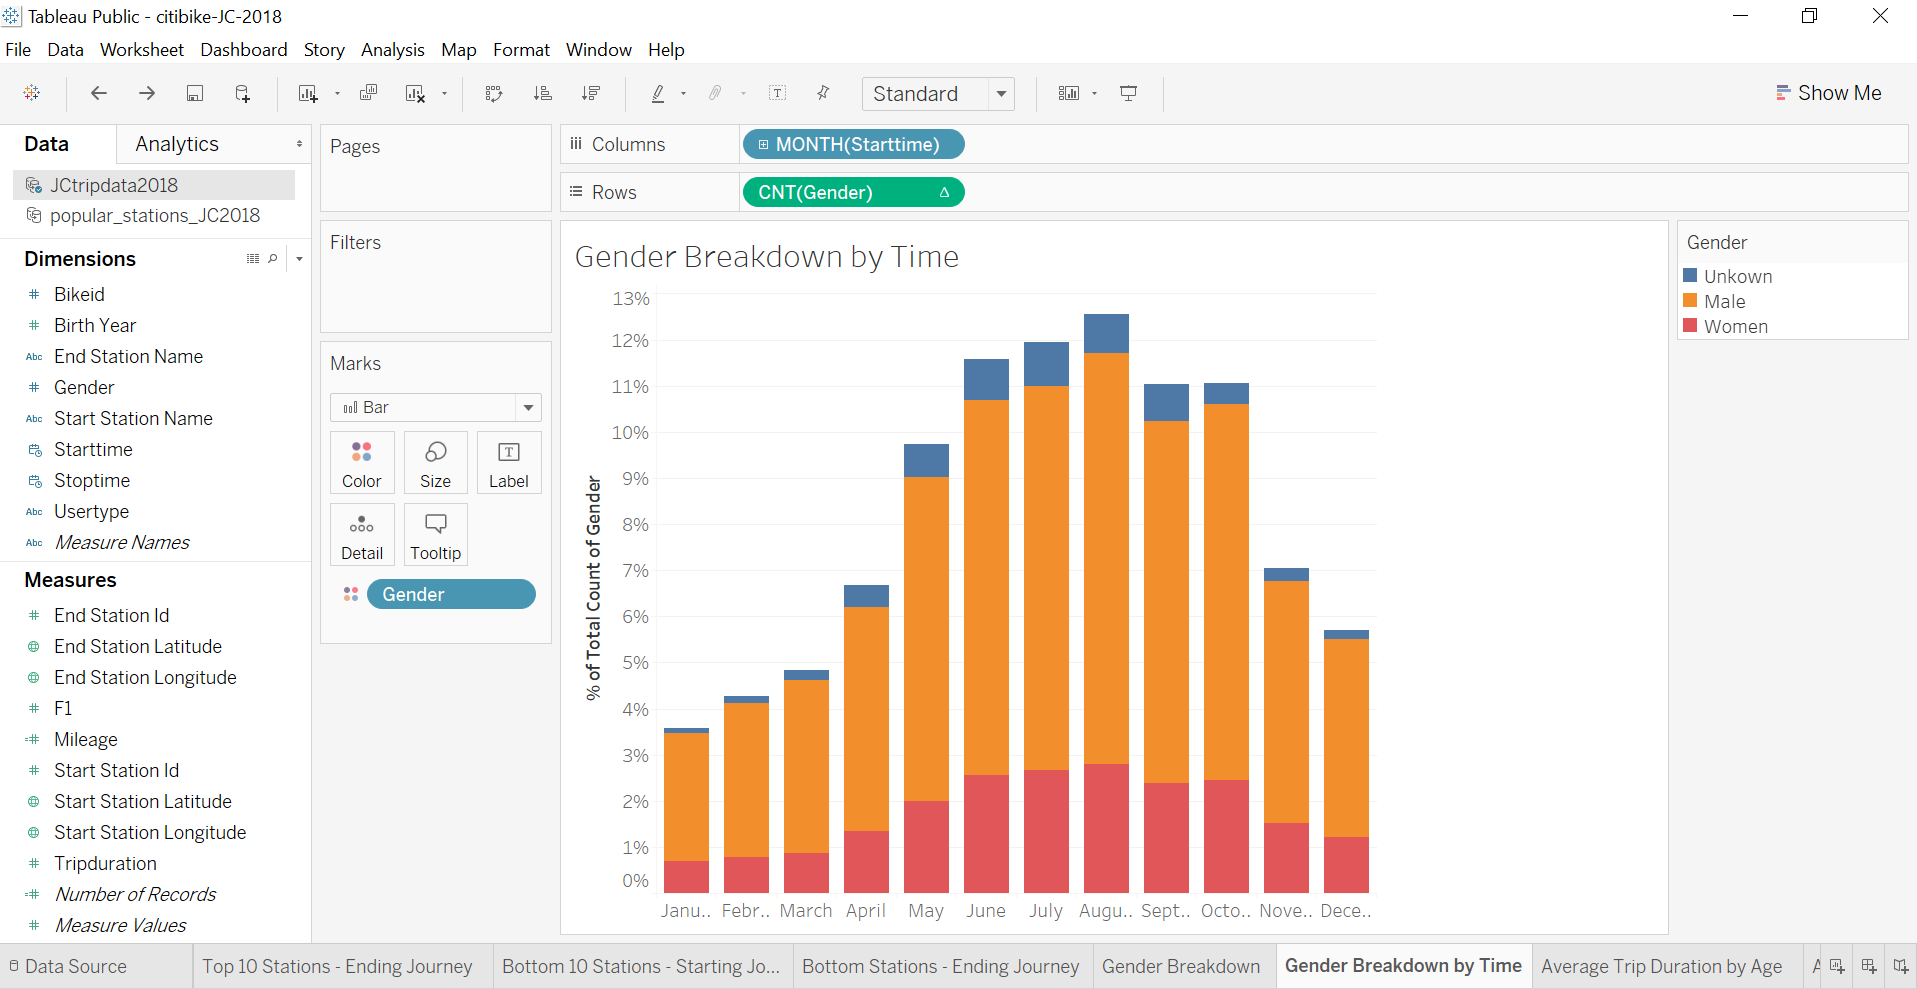 Tableau Public - citibike-JC-2018
File Data Worksheet Dashboard Story Analysis Map Format Window Help
Standard
Show Me
Data Analytics
JCtripdata2018
popular_stations_JC2018
Dimensions
# Bikeid
# Birth Year
Abc End Station Name
# Gender
Abc Start Station Name
Starttime
Stoptime
Abc Usertype
Abc Measure Names
Measures
# End Station Id
End Station Latitude
End Station Longitude
# F1
=# Mileage
# Start Station Id
Start Station Latitude
Start Station Longitude
# Tripduration
=# Number of Records
# Measure Values
Pages
Filters
Marks
Bar
Color Size Label
Detail Tooltip
Gender
Columns MONTH(Starttime)
Rows CNT(Gender) Δ
Gender Breakdown by Time
% of Total Count of Gender
13%
12%
11%
10%
9%
8%
7%
6%
5%
4%
3%
2%
1%
0%
Janu.. Febr.. March April May June July Augu.. Sept.. Octo.. Nove.. Dece..
Gender
Unkown
Male
Women
Data Source Top 10 Stations - Ending Journey Bottom 10 Stations - Starting Jo... Bottom Stations - Ending Journey Gender Breakdown Gender Breakdown by Time Average Trip Duration by Age